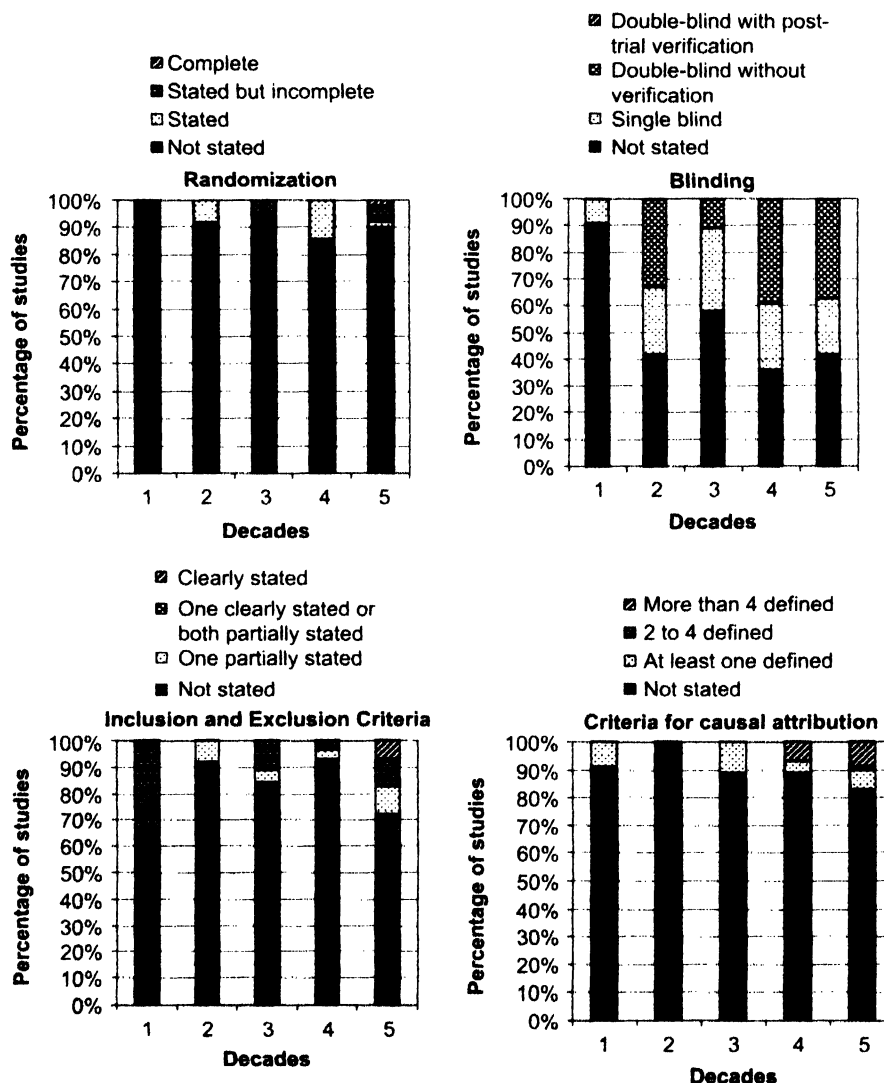 Complete
Stated but incomplete
Stated
Not stated
Randomization
100%
90%
80%
70%
60%
50%
40%
30%
20%
10%
0%
Percentage of studies
1 2 3 4 5
Decades
Double-blind with post-
trial verification
Double-blind without
verification
Single blind
Not stated
Blinding
100%
90%
80%
70%
60%
50%
40%
30%
20%
10%
0%
Percentage of studies
1 2 3 4 5
Decades
Clearly stated
One clearly stated or
both partially stated
One partially stated
Not stated
Inclusion and Exclusion Criteria
100%
90%
80%
70%
60%
50%
40%
30%
20%
10%
0%
Percentage of studies
1 2 3 4 5
Decades
More than 4 defined
2 to 4 defined
At least one defined
Not stated
Criteria for causal attribution
100%
90%
80%
70%
60%
50%
40%
30%
20%
10%
0%
Percentage of studies
1 2 3 4 5
Decades